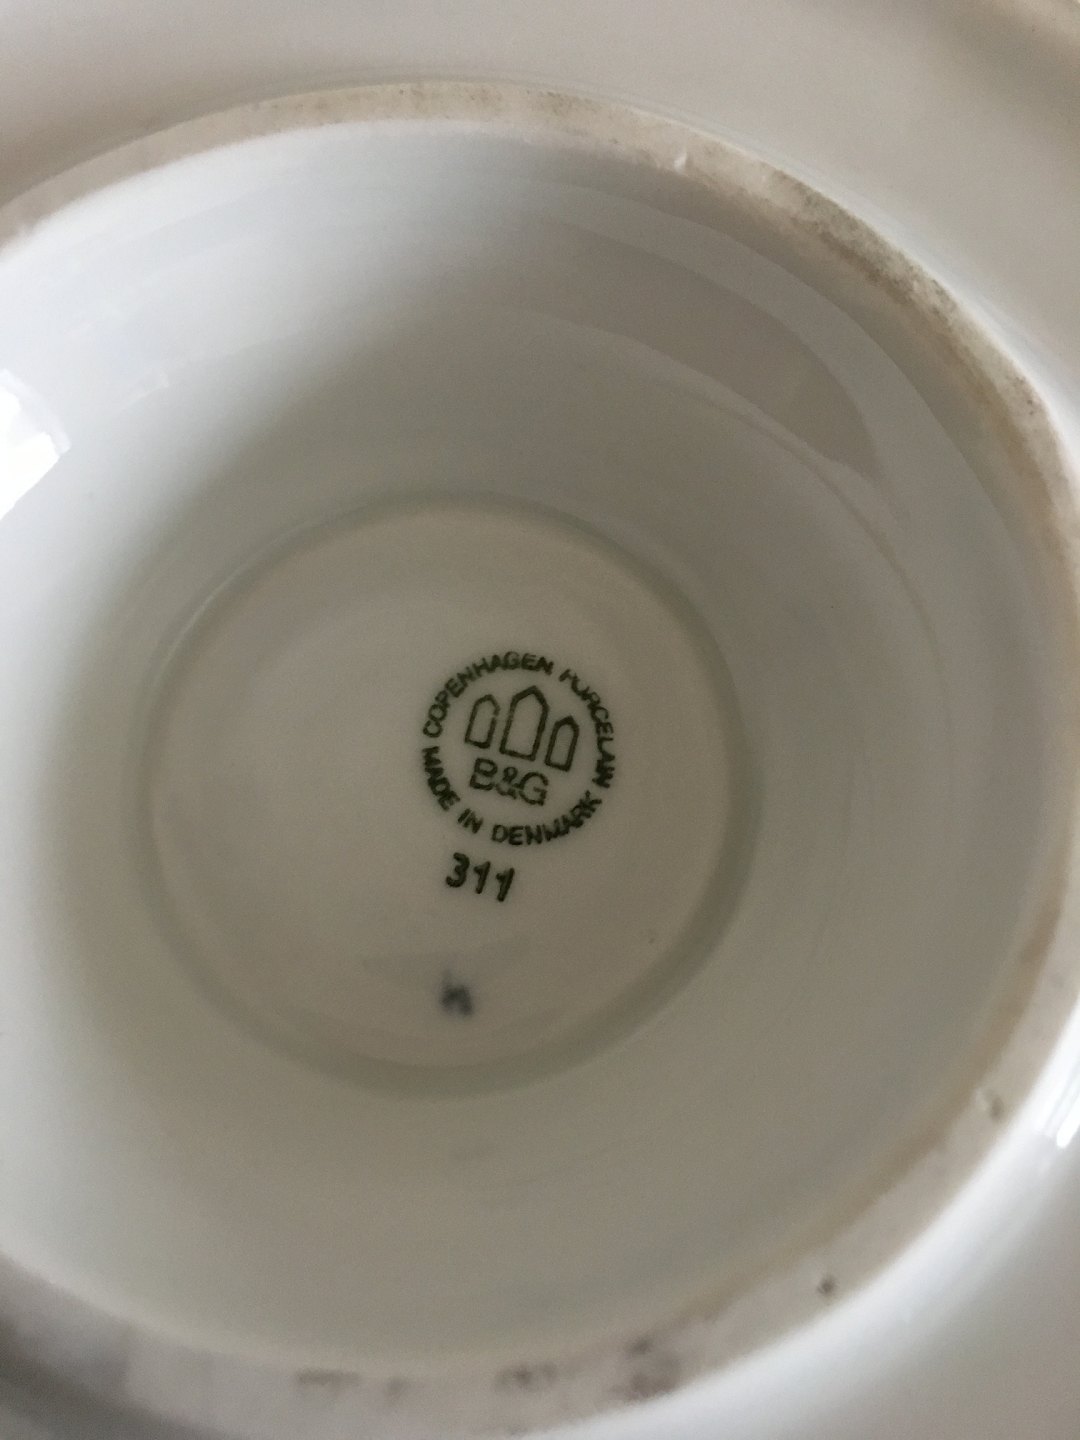 COPENHAGEN PORCELAIN
B&G
MADE IN DENMARK
311